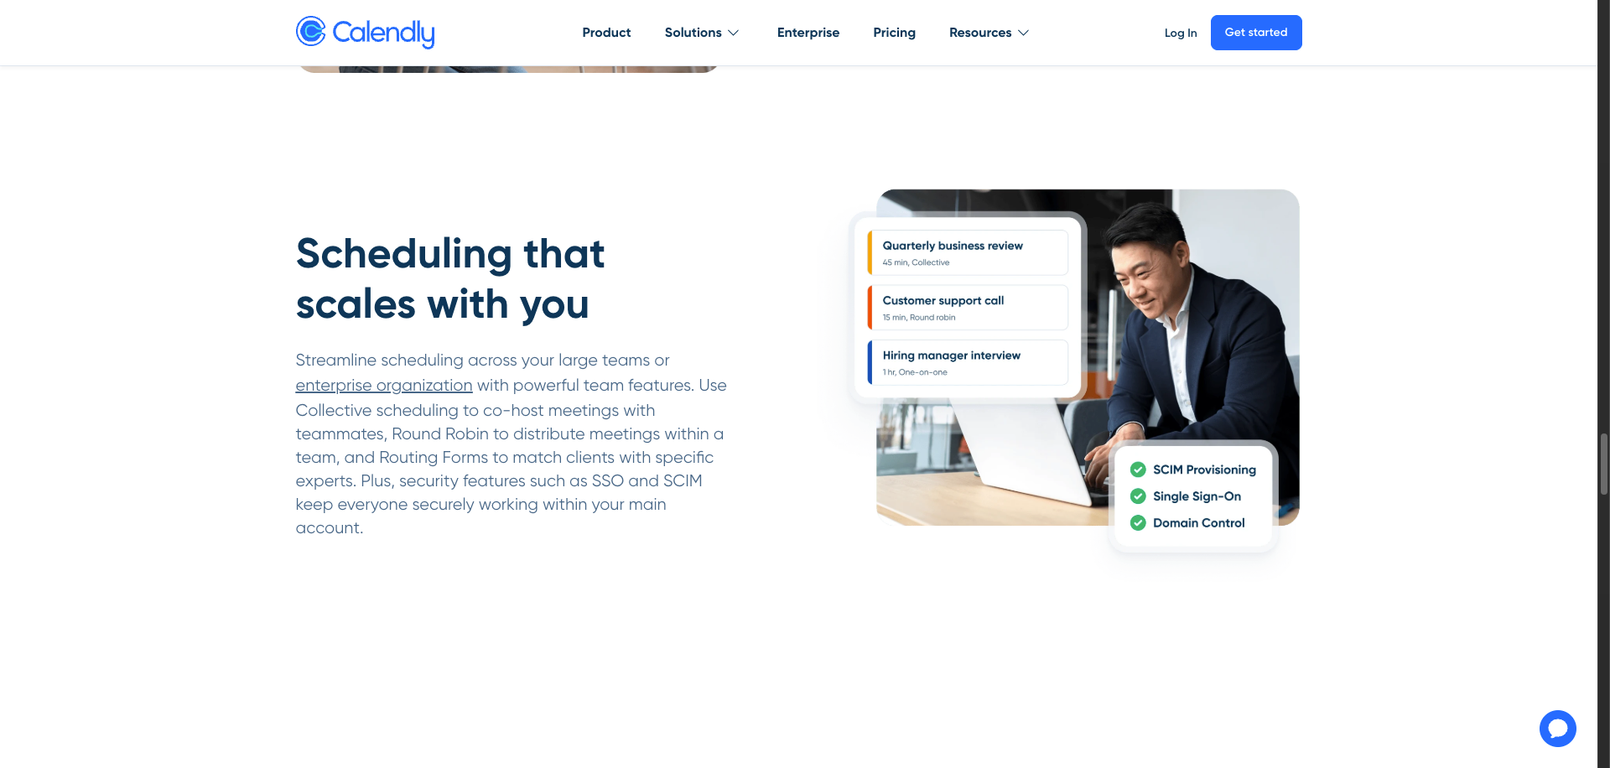 Calendly
Product
Solutions
Enterprise
Pricing
Resources
Log In
Get started
Scheduling that
scales with you
Streamline scheduling across your large teams or
enterprise organization with powerful team features. Use
Collective scheduling to co-host meetings with
teammates, Round Robin to distribute meetings within a
team, and Routing Forms to match clients with specific
experts. Plus, security features such as SSO and SCIM
keep everyone securely working within your main
account.
Quarterly business review
45 min, Collective
Customer support call
15 min, Round robin
Hiring manager interview
1 hr, One-on-one
SCIM Provisioning
Single Sign-On
Domain Control